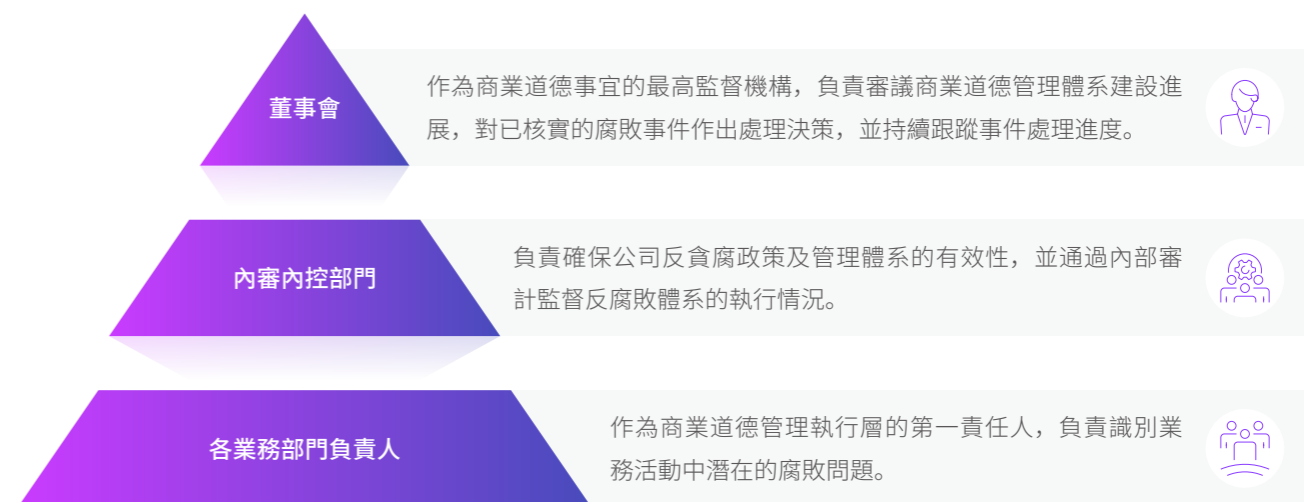 董事會
作為商業道德事宜的最高監督機構，負責審議商業道德管理體系建設進
展，對已核實的腐敗事件作出處理決策，並持續跟蹤事件處理進度。
內審內控部門
負責確保公司反貪腐政策及管理體系的有效性，並通過內部審
計監督反腐敗體系的執行情況。
各業務部門負責人
作為商業道德管理執行層的第一責任人，負責識別業
務活動中潛在的腐敗問題。